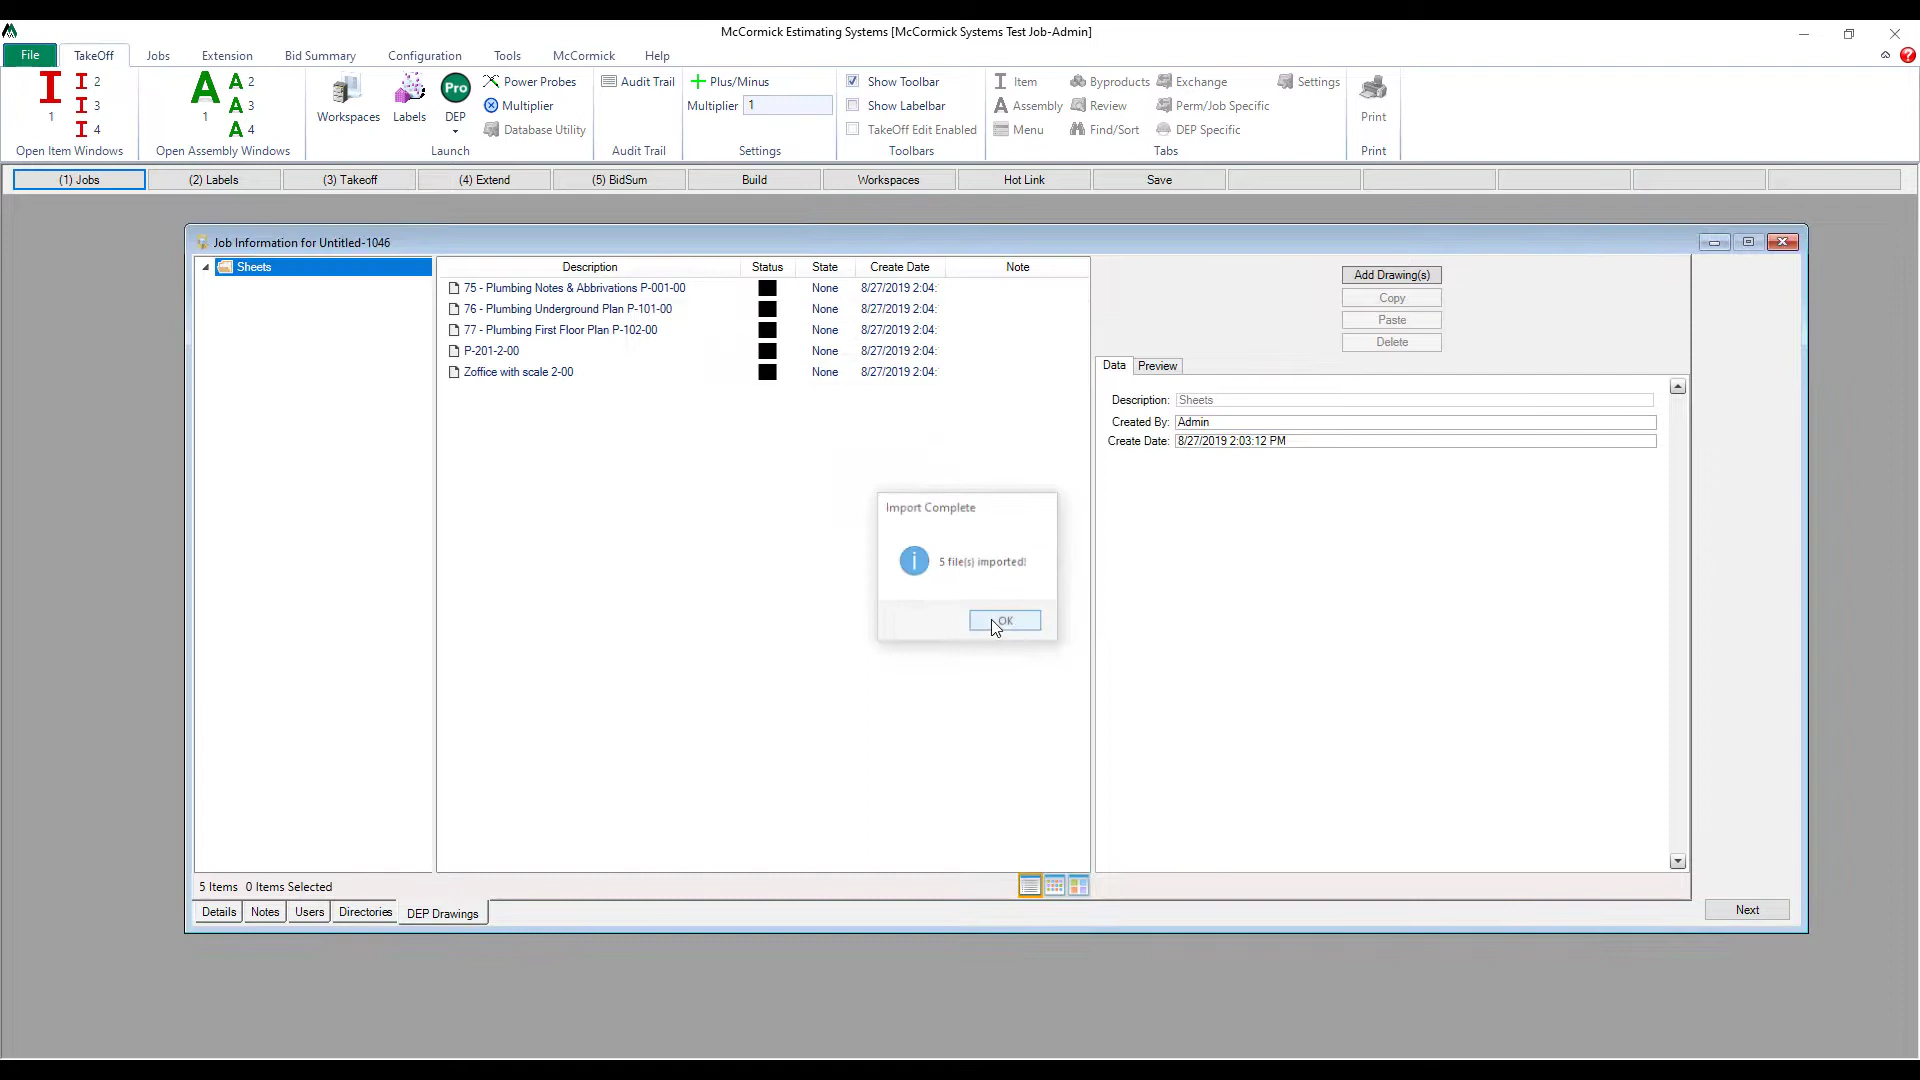 McCormick Estimating Systems [McCormick Systems Test Job-Admin]
File TakeOff Jobs Extension Bid Summary Configuration Tools McCormick Help
1 2 3 4
Open Item Windows
1 2 3 4
Open Assembly Windows
Workspaces Labels Pro DEP
Power Probes
Multiplier
Database Utility
Launch
Audit Trail
Audit Trail
Plus/Minus
Multiplier 1
Settings
Show Toolbar
Show Labelbar
TakeOff Edit Enabled
Toolbars
Item Byproducts Exchange Settings
Assembly Review Perm/Job Specific
Menu Find/Sort DEP Specific
Tabs
Print
Print
(1) Jobs (2) Labels (3) Takeoff (4) Extend (5) BidSum Build Workspaces Hot Link Save
Job Information for Untitled-1046
Sheets
Description Status State Create Date Note
75 - Plumbing Notes & Abbrivations P-001-00 None 8/27/2019 2:04:
76 - Plumbing Underground Plan P-101-00 None 8/27/2019 2:04:
77 - Plumbing First Floor Plan P-102-00 None 8/27/2019 2:04:
P-201-2-00 None 8/27/2019 2:04:
Zoffice with scale 2-00 None 8/27/2019 2:04:
Add Drawing(s)
Copy
Paste
Delete
Data Preview
Description: Sheets
Created By: Admin
Create Date: 8/27/2019 2:03:12 PM
Import Complete
5 file(s) imported!
OK
5 Items 0 Items Selected
Details Notes Users Directories DEP Drawings
Next